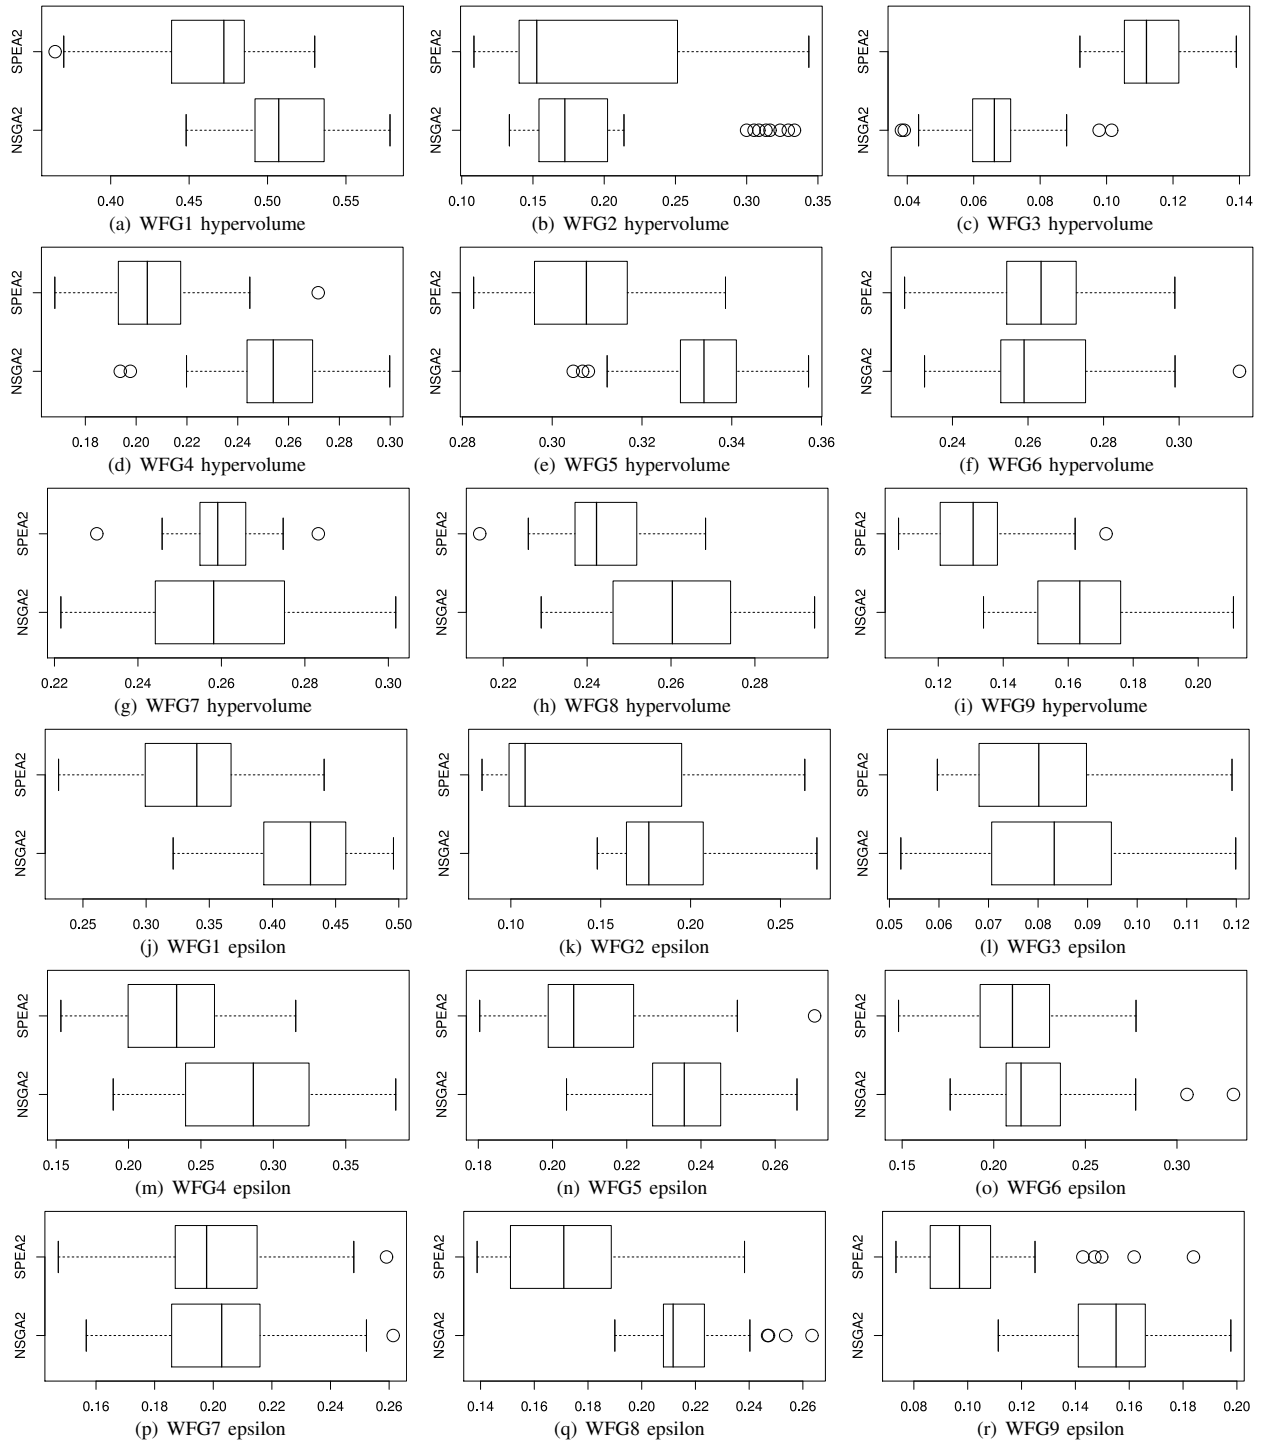 SPEA2
NSGA2
0.40 0.45 0.50 0.55
(a) WFG1 hypervolume
SPEA2
NSGA2
0.10 0.15 0.20 0.25 0.30 0.35
(b) WFG2 hypervolume
SPEA2
NSGA2
0.04 0.06 0.08 0.10 0.12 0.14
(c) WFG3 hypervolume
SPEA2
NSGA2
0.18 0.20 0.22 0.24 0.26 0.28 0.30
(d) WFG4 hypervolume
SPEA2
NSGA2
0.28 0.30 0.32 0.34 0.36
(e) WFG5 hypervolume
SPEA2
NSGA2
0.24 0.26 0.28 0.30
(f) WFG6 hypervolume
SPEA2
NSGA2
0.22 0.24 0.26 0.28 0.30
(g) WFG7 hypervolume
SPEA2
NSGA2
0.22 0.24 0.26 0.28
(h) WFG8 hypervolume
SPEA2
NSGA2
0.12 0.14 0.16 0.18 0.20
(i) WFG9 hypervolume
SPEA2
NSGA2
0.25 0.30 0.35 0.40 0.45 0.50
(j) WFG1 epsilon
SPEA2
NSGA2
0.10 0.15 0.20 0.25
(k) WFG2 epsilon
SPEA2
NSGA2
0.05 0.06 0.07 0.08 0.09 0.10 0.11 0.12
(l) WFG3 epsilon
SPEA2
NSGA2
0.15 0.20 0.25 0.30 0.35
(m) WFG4 epsilon
SPEA2
NSGA2
0.18 0.20 0.22 0.24 0.26
(n) WFG5 epsilon
SPEA2
NSGA2
0.15 0.20 0.25 0.30
(o) WFG6 epsilon
SPEA2
NSGA2
0.16 0.18 0.20 0.22 0.24 0.26
(p) WFG7 epsilon
SPEA2
NSGA2
0.14 0.16 0.18 0.20 0.22 0.24 0.26
(q) WFG8 epsilon
SPEA2
NSGA2
0.08 0.10 0.12 0.14 0.16 0.18 0.20
(r) WFG9 epsilon